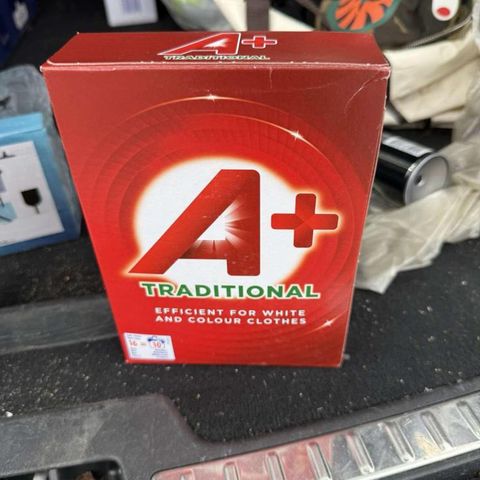 A+
TRADITIONAL
A+
TRADITIONAL
EFFICIENT FOR WHITE
AND COLOUR CLOTHES